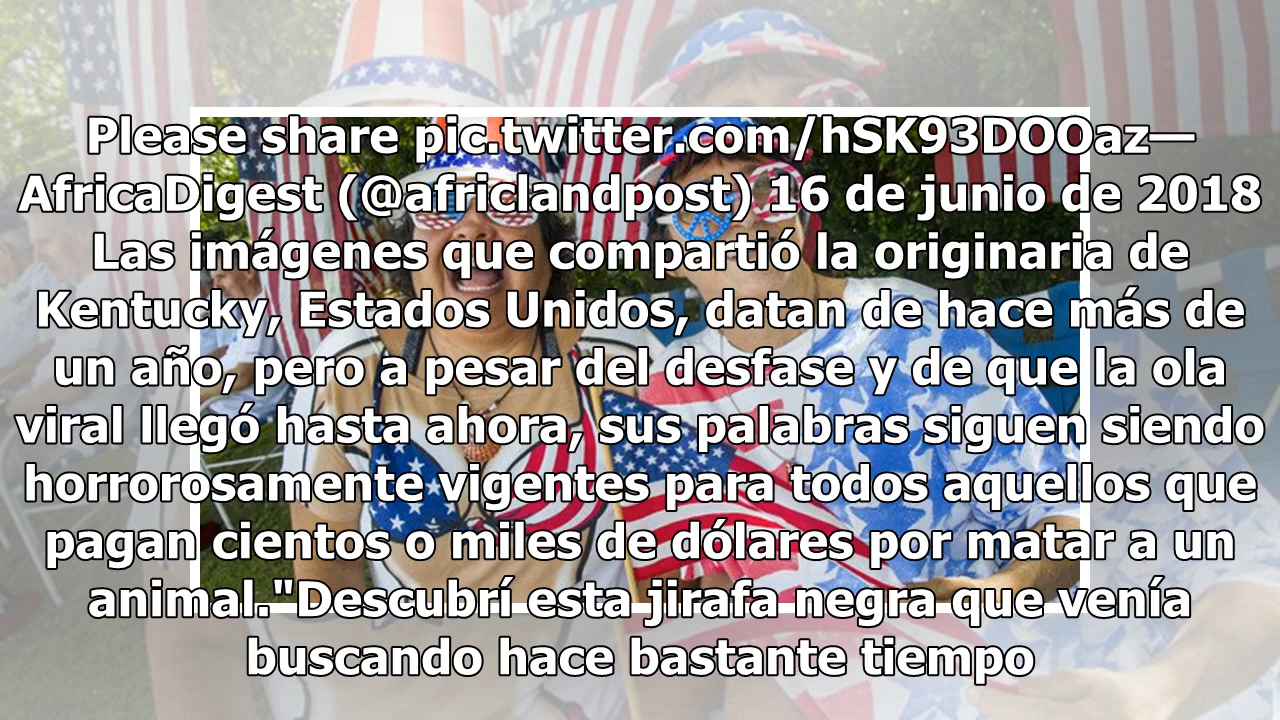 Please share pic.twitter.com/hSK93DOOaz—
AfricaDigest (@africlandpost) 16 de junio de 2018
Las imágenes que compartió la originaria de
Kentucky, Estados Unidos, datan de hace más de
un año, pero a pesar del desfase y de que la ola
viral llegó hasta ahora, sus palabras siguen siendo
horrorosamente vigentes para todos aquellos que
pagan cientos o miles de dólares por matar a un
animal."Descubrí esta jirafa negra que venía
buscando hace bastante tiempo